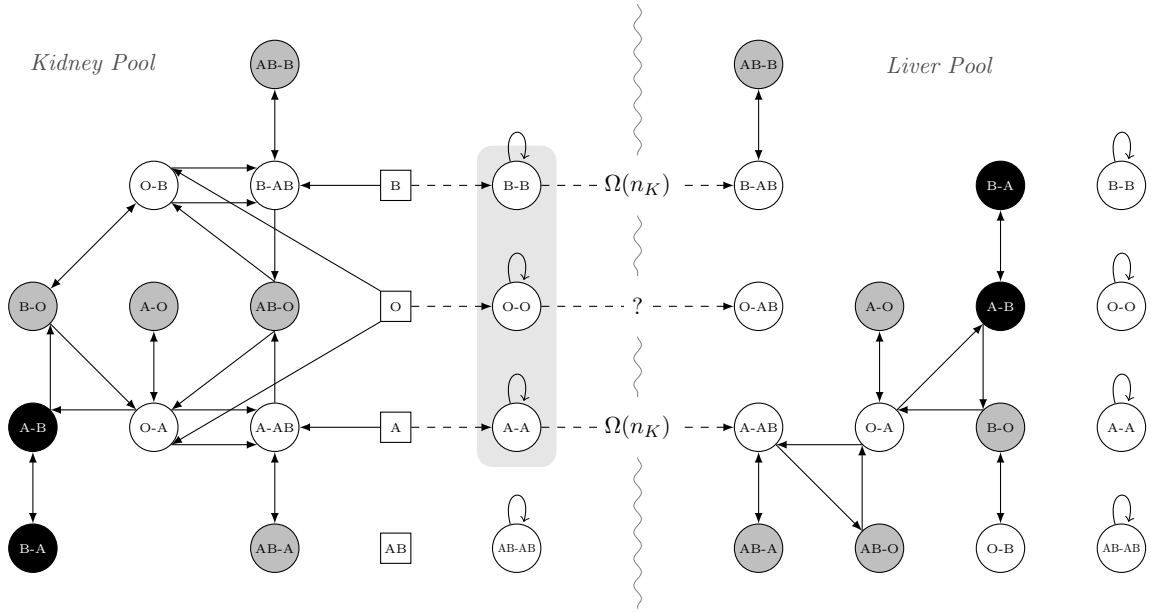 AB-B
AB-B
Kidney Pool
Liver Pool
O-B
B-AB
B
B-B
Ω(n_K)
B-AB
B-A
B-B
B-O
A-O
AB-O
O
O-O
?
O-AB
A-O
A-B
O-O
A-B
O-A
A-AB
A
A-A
Ω(n_K)
A-AB
O-A
B-O
A-A
B-A
AB-A
AB
AB-AB
AB-A
AB-O
O-B
AB-AB